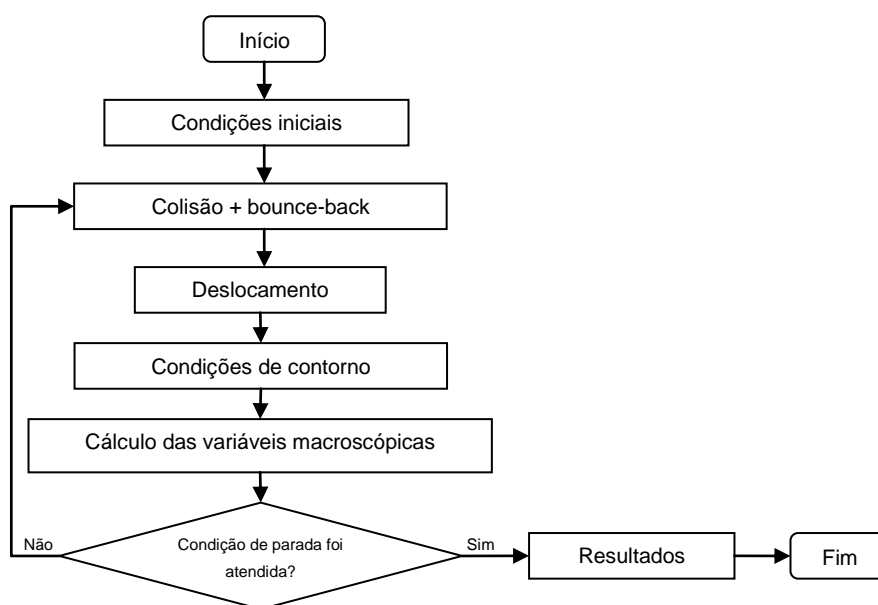 Início
Condições iniciais
Colisão + bounce-back
Deslocamento
Condições de contorno
Cálculo das variáveis macroscópicas
Não
Condição de parada foi
atendida?
Sim
Resultados
Fim